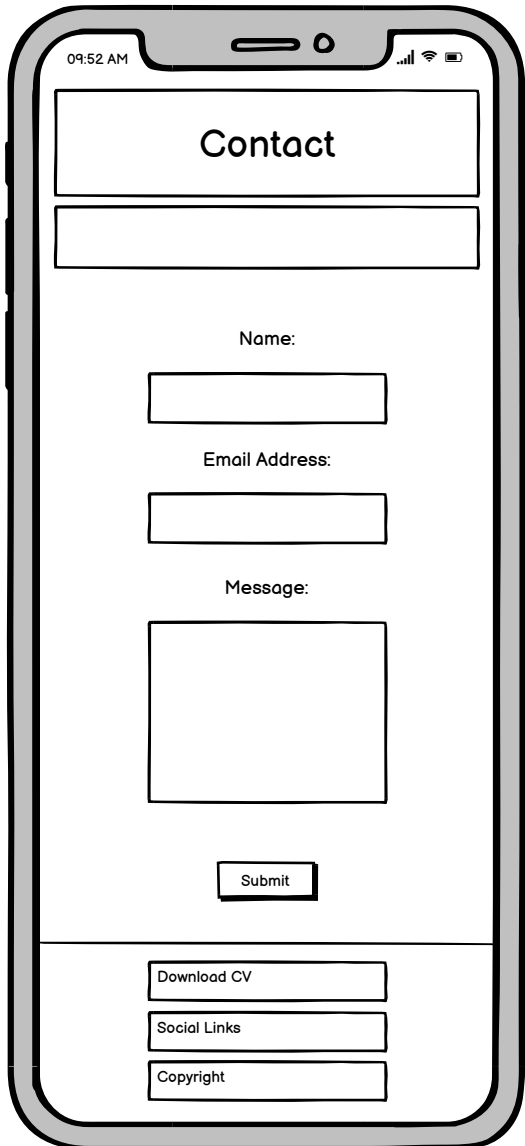 09:52 AM
Contact
Name:
Email Address:
Message:
Submit
Download CV
Social Links
Copyright